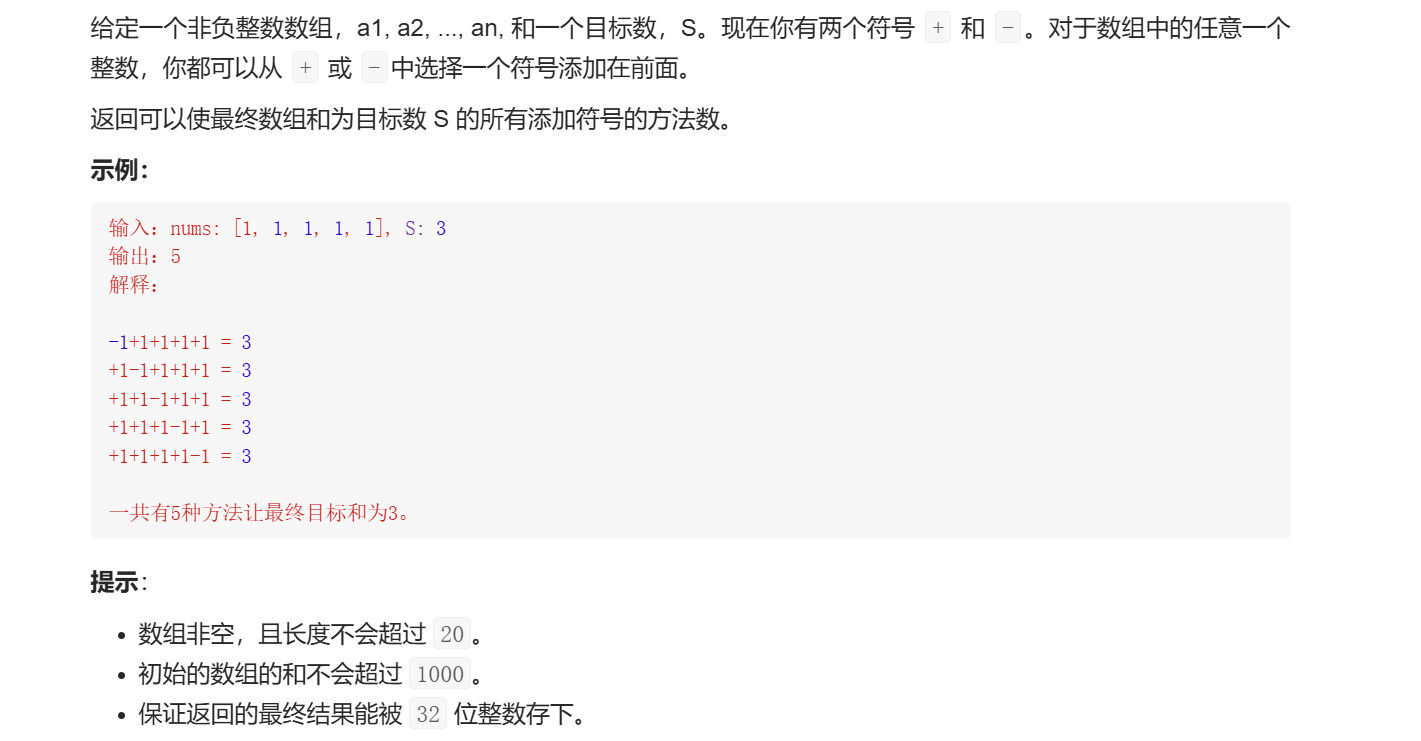 给定一个非负整数数组，a1, a2, ..., an, 和一个目标数，S。现在你有两个符号 + 和 -。对于数组中的任意一个
整数，你都可以从 + 或 -中选择一个符号添加在前面。
返回可以使最终数组和为目标数 S 的所有添加符号的方法数。
示例：
输入：nums: [1, 1, 1, 1, 1], S: 3
输出：5
解释：
-1+1+1+1+1 = 3
+1-1+1+1+1 = 3
+1+1-1+1+1 = 3
+1+1+1-1+1 = 3
+1+1+1+1-1 = 3
一共有5种方法让最终目标和为3。
提示：
• 数组非空，且长度不会超过 20 。
• 初始的数组的和不会超过 1000 。
• 保证返回的最终结果能被 32 位整数存下。